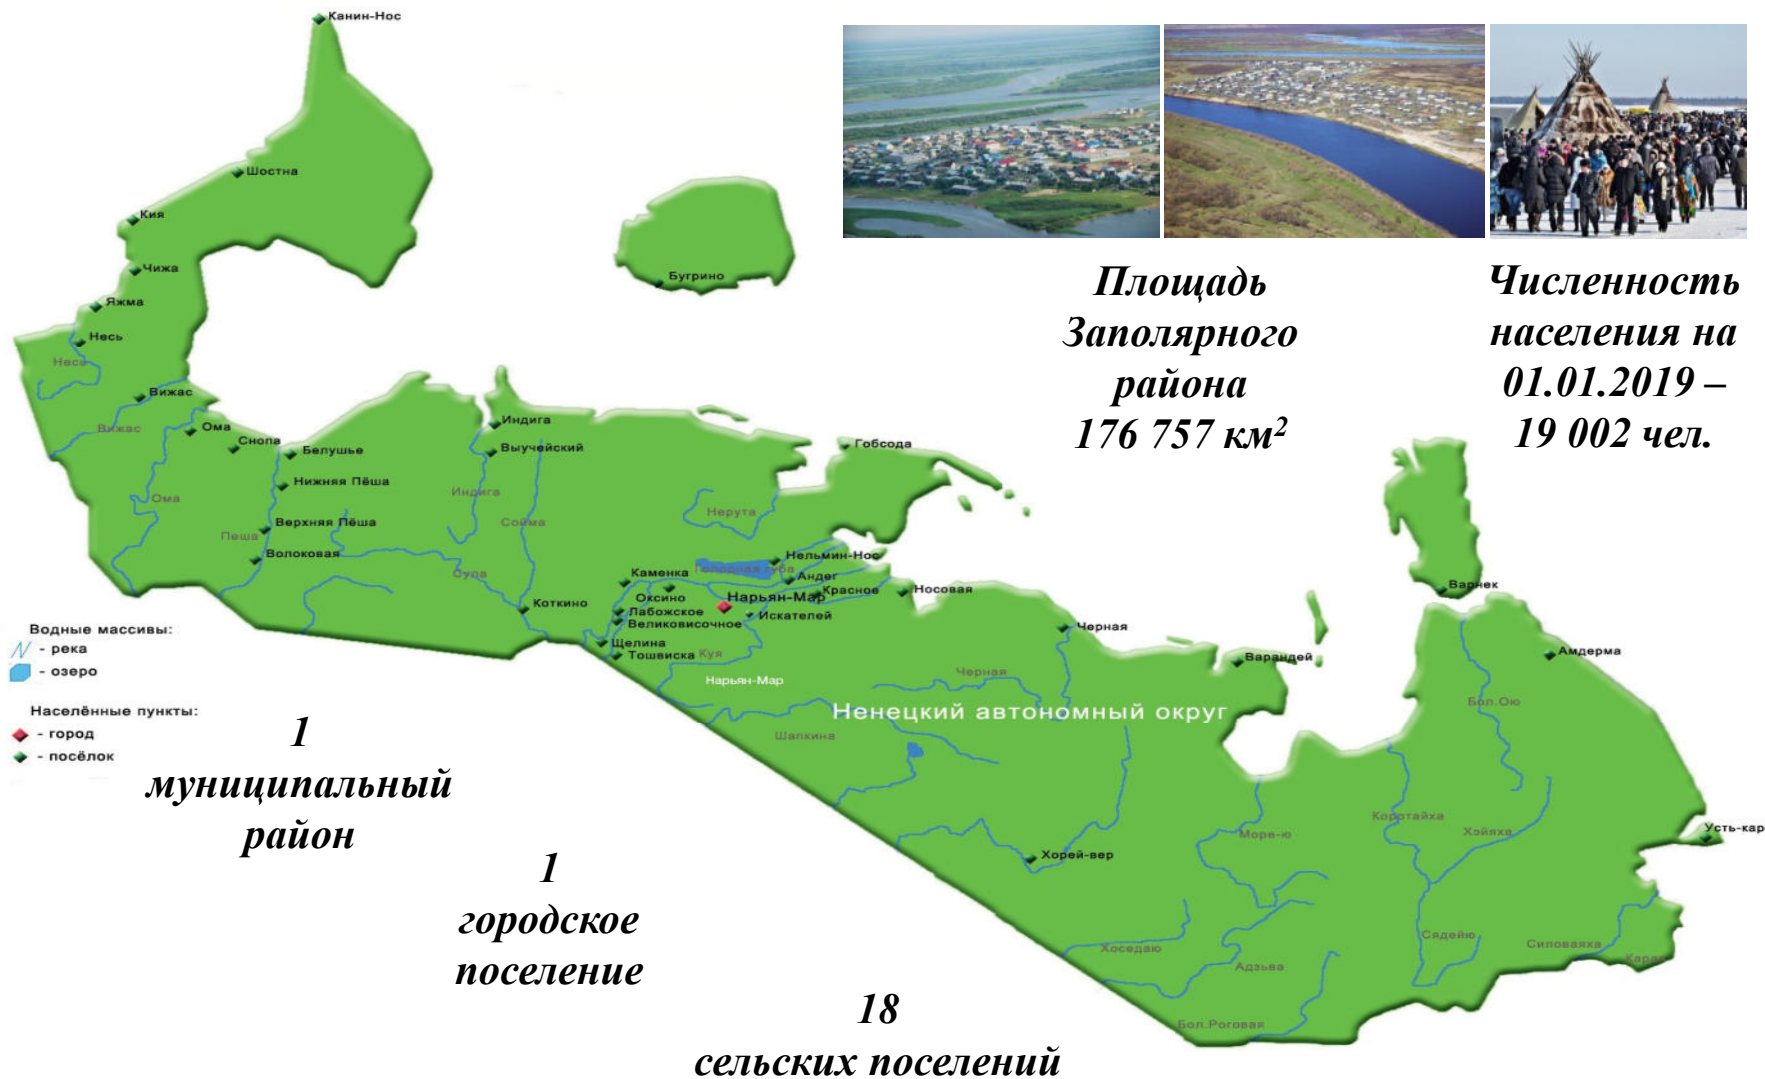 Канин-Нос
Шостна
Кия
Чижа
Яжма
Несь
Несь
Вижас
Вижас
Ома
Снопа
Белушье
Нижняя Пёша
Ома
Верхняя Пёша
Пеша
Волоковая
Бугрино
Индига
Выучейский
Индига
Сойма
Сула
Коткино
Гобсода
Нерута
Нельмин-Нос
Голодная губа
Андег
Каменка
Оксино
Нарьян-Мар
Красное
Носовая
Лабожское
Искателей
Великовисочное
Щелина
Тошвиска
Куя
Нарьян-Мар
Черная
Черная
Варандей
Ненецкий автономный округ
Шапкина
Варнек
Амдерма
Бол.Ою
Коротайха
Хэйяха
Море-ю
Усть-кар
Хорей-вер
Хоседаю
Адзьва
Сядейю
Силоваяха
Кара
Бол.Роговая
Площадь
Заполярного
района
176 757 км²
Численность
населения на
01.01.2019 –
19 002 чел.
Водные массивы:
- река
- озеро
Населённые пункты:
- город
- посёлок
1
муниципальный
район
1
городское
поселение
18
сельских поселений